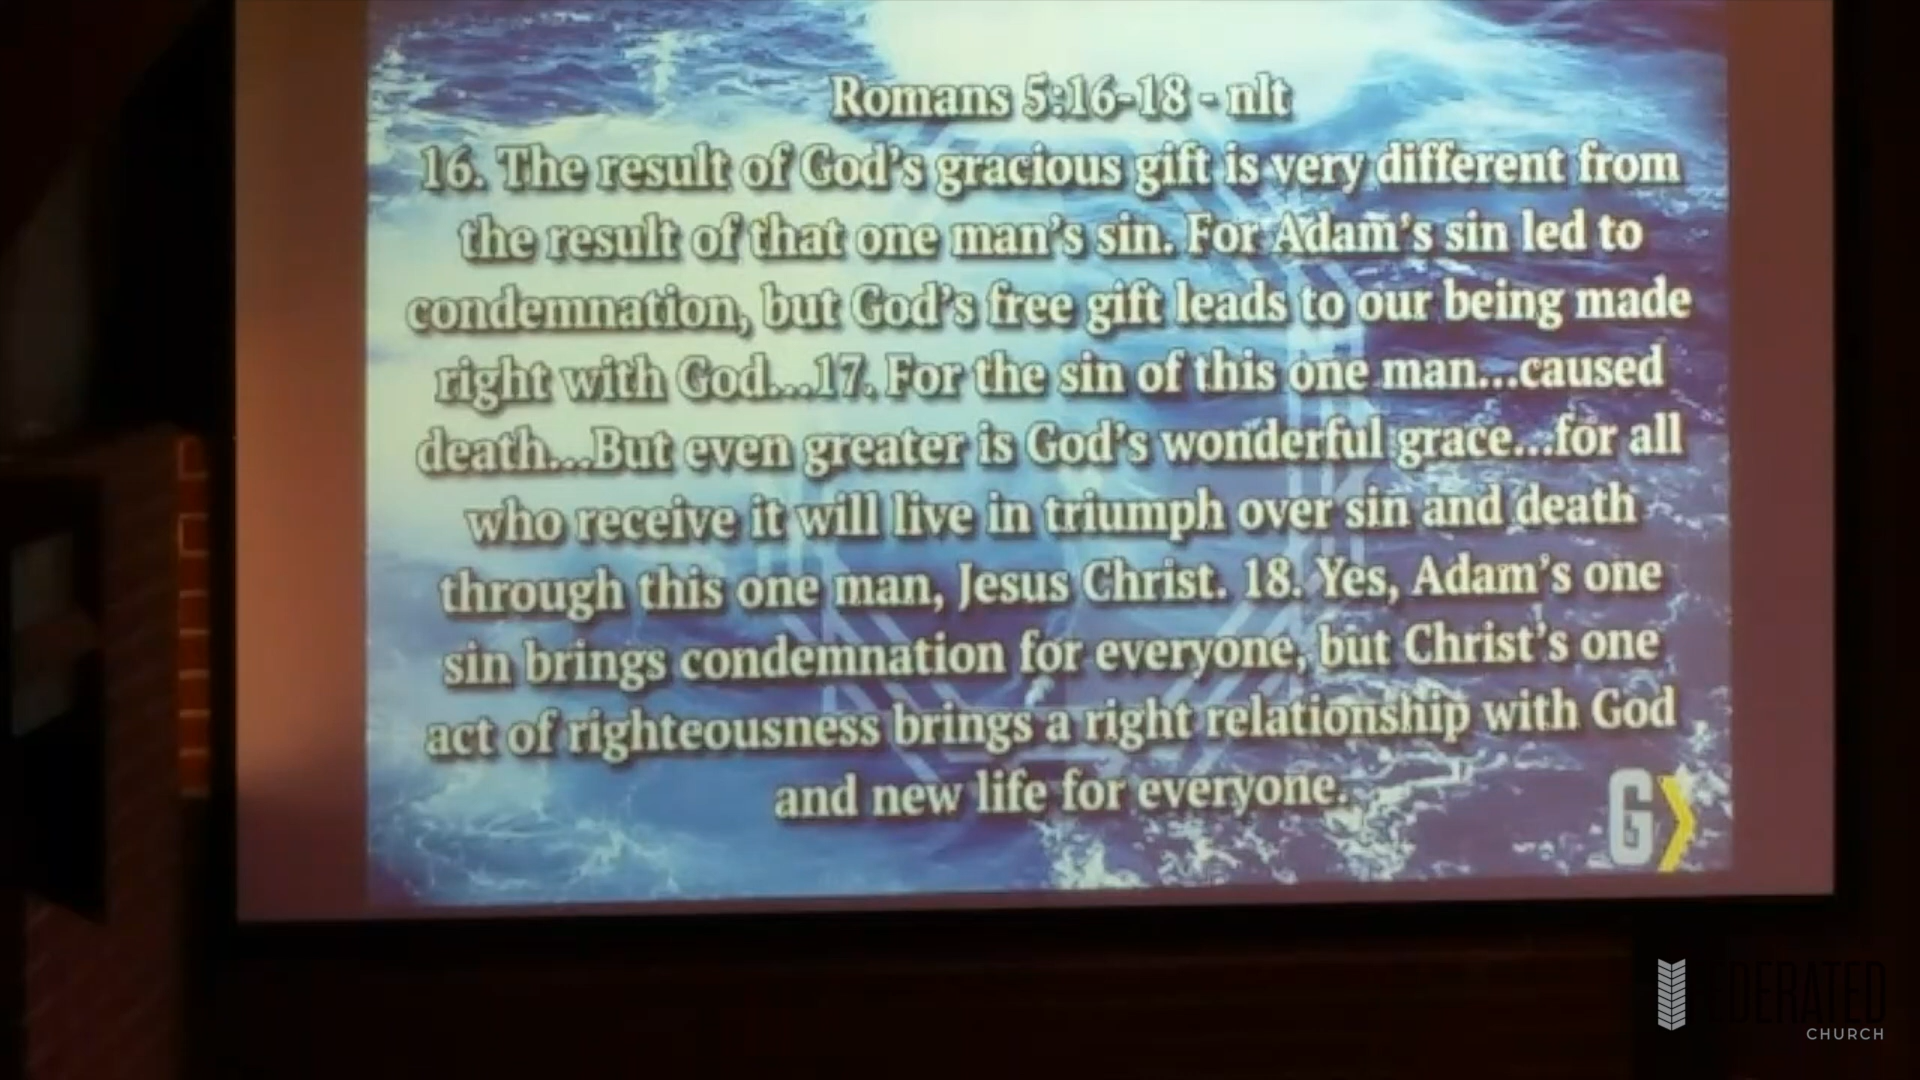 Romans 5:16-18 - nlt
16. The result of God's gracious gift is very different from
the result of that one man's sin. For Adam's sin led to
condemnation, but God's free gift leads to our being made
right with God...17. For the sin of this one man...caused
death...But even greater is God's wonderful grace...for all
who receive it will live in triumph over sin and death
through this one man, Jesus Christ. 18. Yes, Adam's one
sin brings condemnation for everyone, but Christ's one
act of righteousness brings a right relationship with God
and new life for everyone.
G
EDERATED
CHURCH